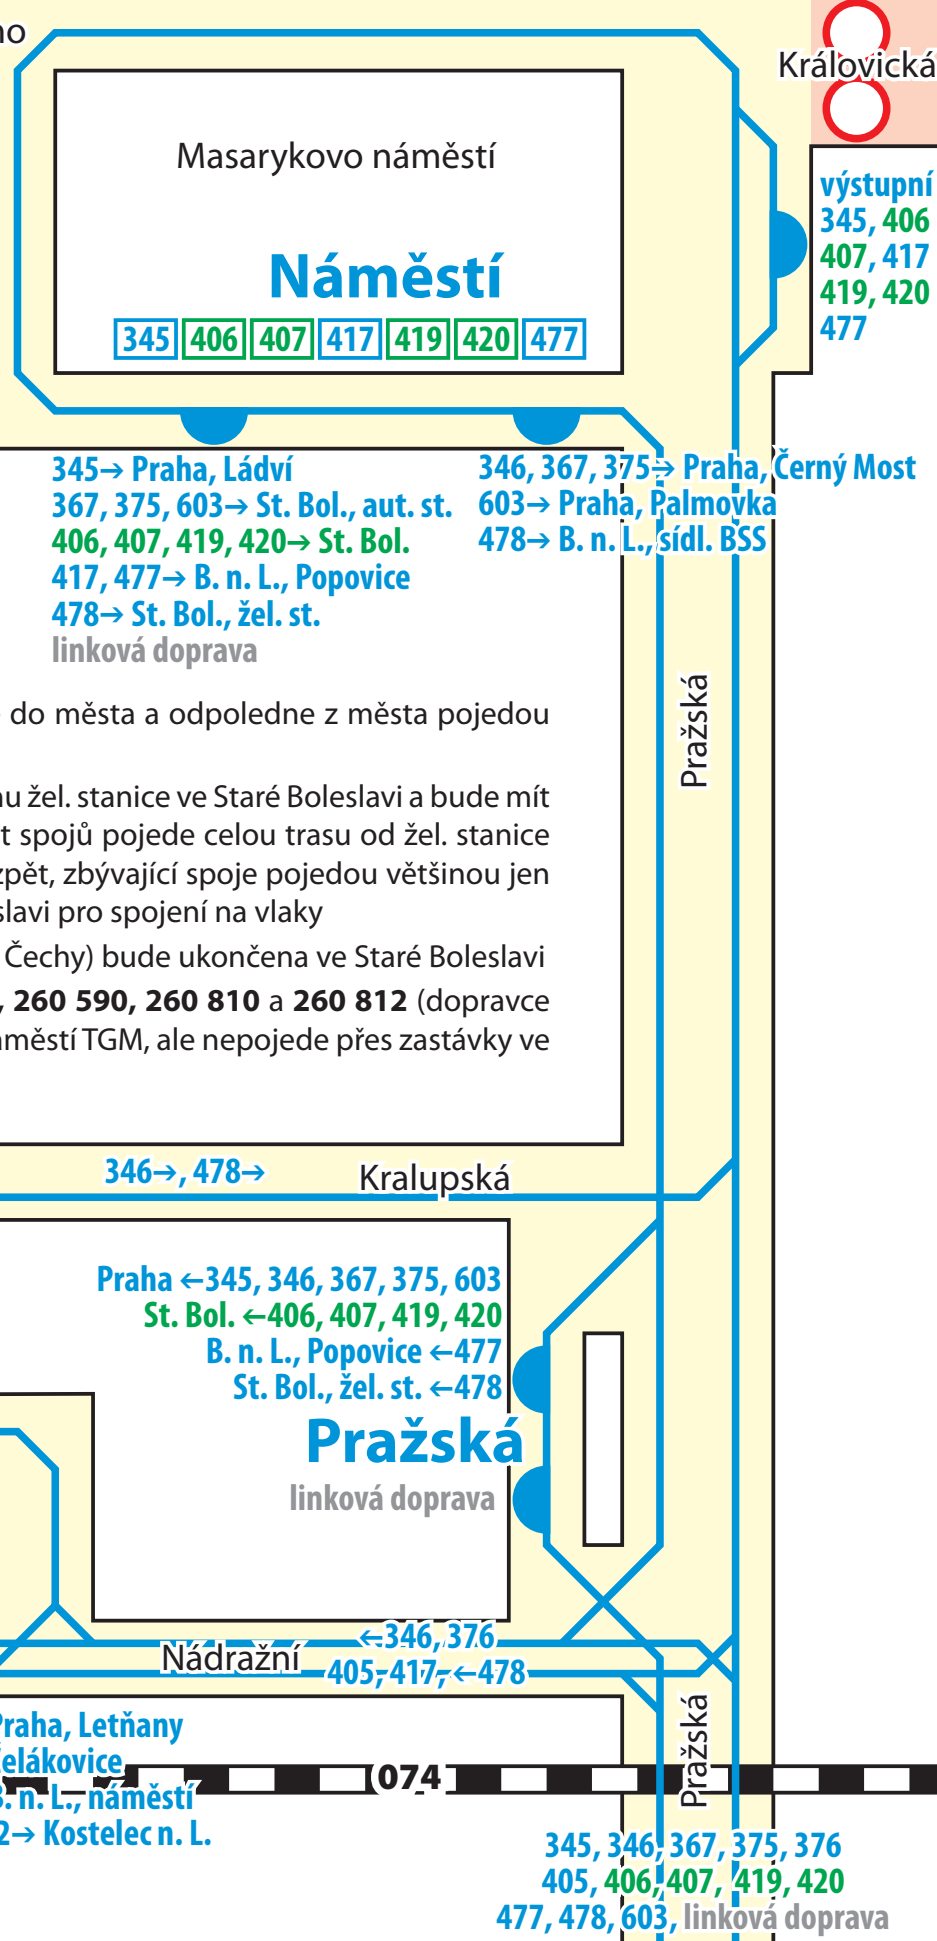 Královická
Masarykovo náměstí
Náměstí
345 406 407 417 419 420 477
výstupní
345, 406
407, 417
419, 420
477
345→ Praha, Ládví
367, 375, 603→ St. Bol., aut. st.
406, 407, 419, 420→ St. Bol.
417, 477→ B. n. L., Popovice
478→ St. Bol., žel. st.
linková doprava
346, 367, 375→ Praha, Černý Most
603→ Praha, Palmovka
478→ B. n. L., sídl. BSS
Pražská
do města a odpoledne z města pojedou
žel. stanice ve Staré Boleslavi a bude mít
spojů pojede celou trasu od žel. stanice
zpět, zbývající spoje pojedou většinou jen
slavi pro spojení na vlaky
Čechy) bude ukončena ve Staré Boleslavi
, 260 590, 260 810 a 260 812 (dopravce
městí TGM, ale nepojede přes zastávky ve
346→, 478→
Kralupská
Praha ←345, 346, 367, 375, 603
St. Bol. ←406, 407, 419, 420
B. n. L., Popovice ←477
St. Bol., žel. st. ←478
Pražská
linková doprava
←346, 376
Nádražní
405, 417, ←478
Praha, Letňany
Čelákovice
B. n. L., náměstí
2→ Kostelec n. L.
074
Pražská
345, 346, 367, 375, 376
405, 406, 407, 419, 420
477, 478, 603, linková doprava